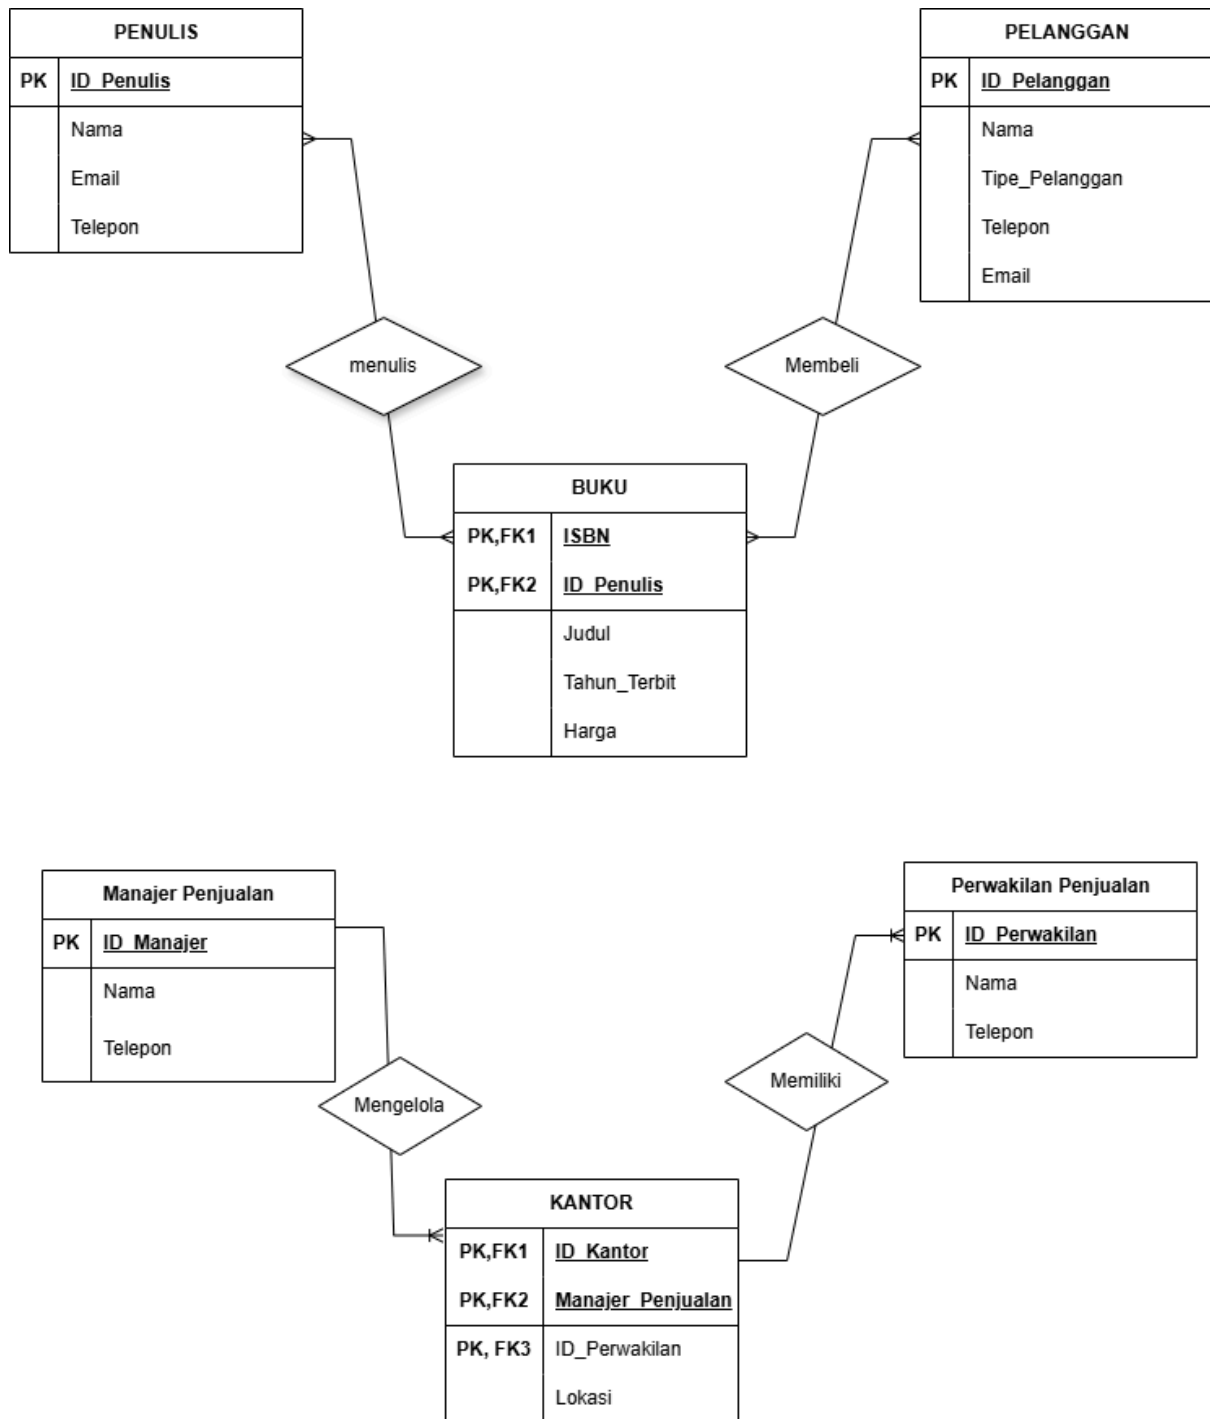 PENULIS
PK ID_Penulis
Nama
Email
Telepon
PELANGGAN
PK ID_Pelanggan
Nama
Tipe_Pelanggan
Telepon
Email
menulis
Membeli
BUKU
PK,FK1 ISBN
PK,FK2 ID_Penulis
Judul
Tahun_Terbit
Harga
Manajer Penjualan
PK ID_Manajer
Nama
Telepon
Perwakilan Penjualan
PK ID_Perwakilan
Nama
Telepon
Mengelola
Memiliki
KANTOR
PK,FK1 ID_Kantor
PK,FK2 Manajer_Penjualan
PK, FK3 ID_Perwakilan
Lokasi